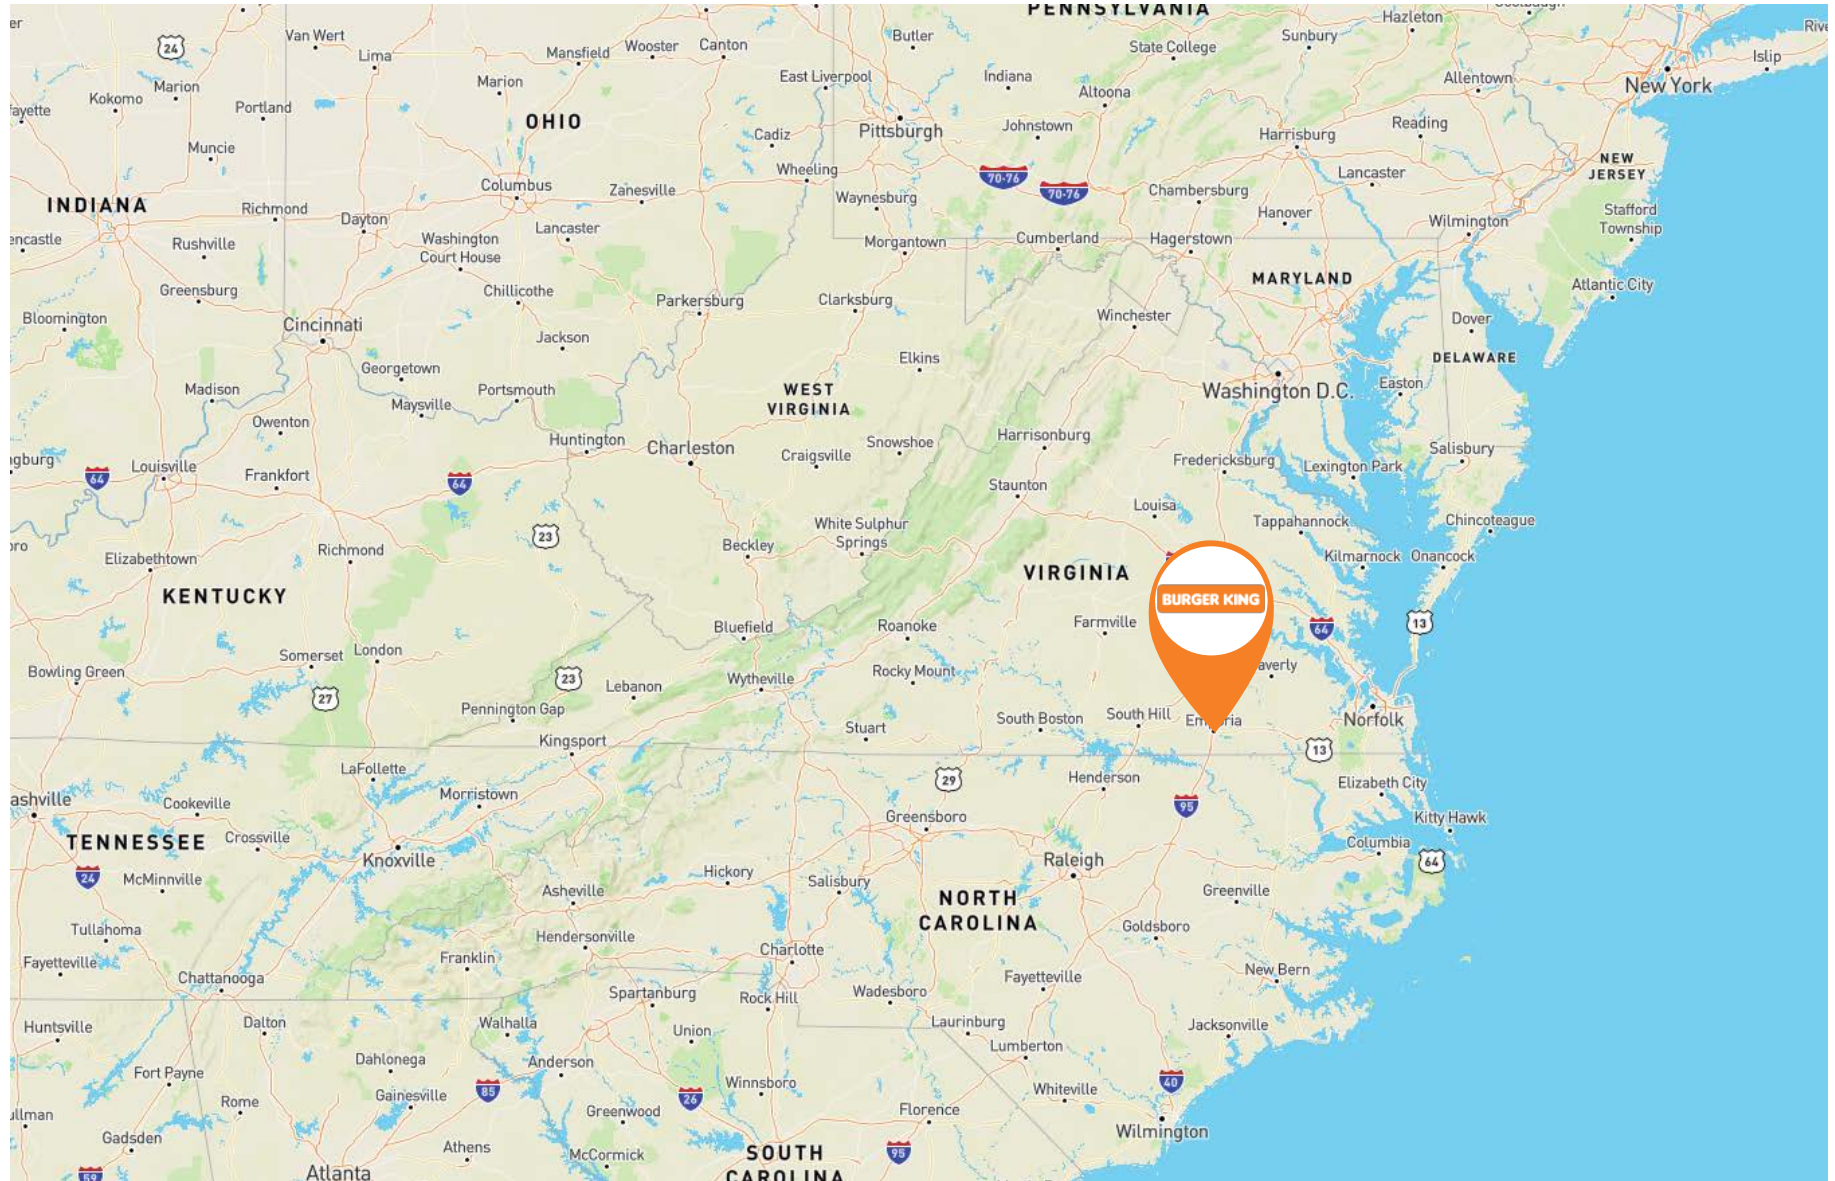 PENNSYLVANIA
Hazleton
Van Wert
24
Lima
Mansfield
Wooster
Canton
Butler
State College
Sunbury
Islip
Marion
Kokomo
Portland
Marion
East Liverpool
Indiana
Altoona
Allentown
New York
OHIO
Cadiz
Pittsburgh
Johnstown
Harrisburg
Reading
Muncie
Wheeling
70-76
70-76
Lancaster
NEW
JERSEY
INDIANA
Richmond
Dayton
Columbus
Zanesville
Waynesburg
Chambersburg
Hanover
Wilmington
Stafford
Township
Rushville
Washington
Court House
Lancaster
Morgantown
Cumberland
Hagerstown
MARYLAND
Greensburg
Chillicothe
Parkersburg
Clarksburg
Atlantic City
Bloomington
Cincinnati
Jackson
Winchester
Dover
Elkins
DELAWARE
Georgetown
Madison
Portsmouth
WEST
VIRGINIA
Washington D.C.
Easton
Maysville
Owenton
Huntington
Charleston
Craigsville
Snowshoe
Harrisonburg
Salisbury
64
Louisville
Frankfort
64
Fredericksburg
Lexington Park
Staunton
Louisa
23
White Sulphur
Springs
Tappahannock
Chincoteague
Elizabethtown
Richmond
Beckley
Kilmarnock
Onancock
KENTUCKY
VIRGINIA
BURGER KING
Bluefield
Roanoke
Farmville
64
13
Bowling Green
Somerset
London
23
27
Lebanon
Wytheville
Rocky Mount
averly
Pennington Gap
Stuart
South Boston
South Hill
Norfolk
Kingsport
13
LaFollette
29
Henderson
Elizabeth City
ashville
Cookeville
Morristown
95
Greensboro
Kitty Hawk
TENNESSEE
Crossville
Knoxville
Raleigh
Columbia
64
24
McMinnville
Asheville
Hickory
Salisbury
NORTH
CAROLINA
Greenville
Tullahoma
Hendersonville
Charlotte
Goldsboro
Fayetteville
Chattanooga
Franklin
Spartanburg
Rock Hill
Wadesboro
Fayetteville
New Bern
Huntsville
Dalton
Walhalla
Union
Laurinburg
Jacksonville
Lumberton
Fort Payne
Dahlonega
Anderson
Gainesville
85
26
Winnsboro
Whiteville
40
Rome
Greenwood
Florence
Wilmington
Gadsden
Athens
McCormick
SOUTH
CAROLINA
95
59
Atlanta